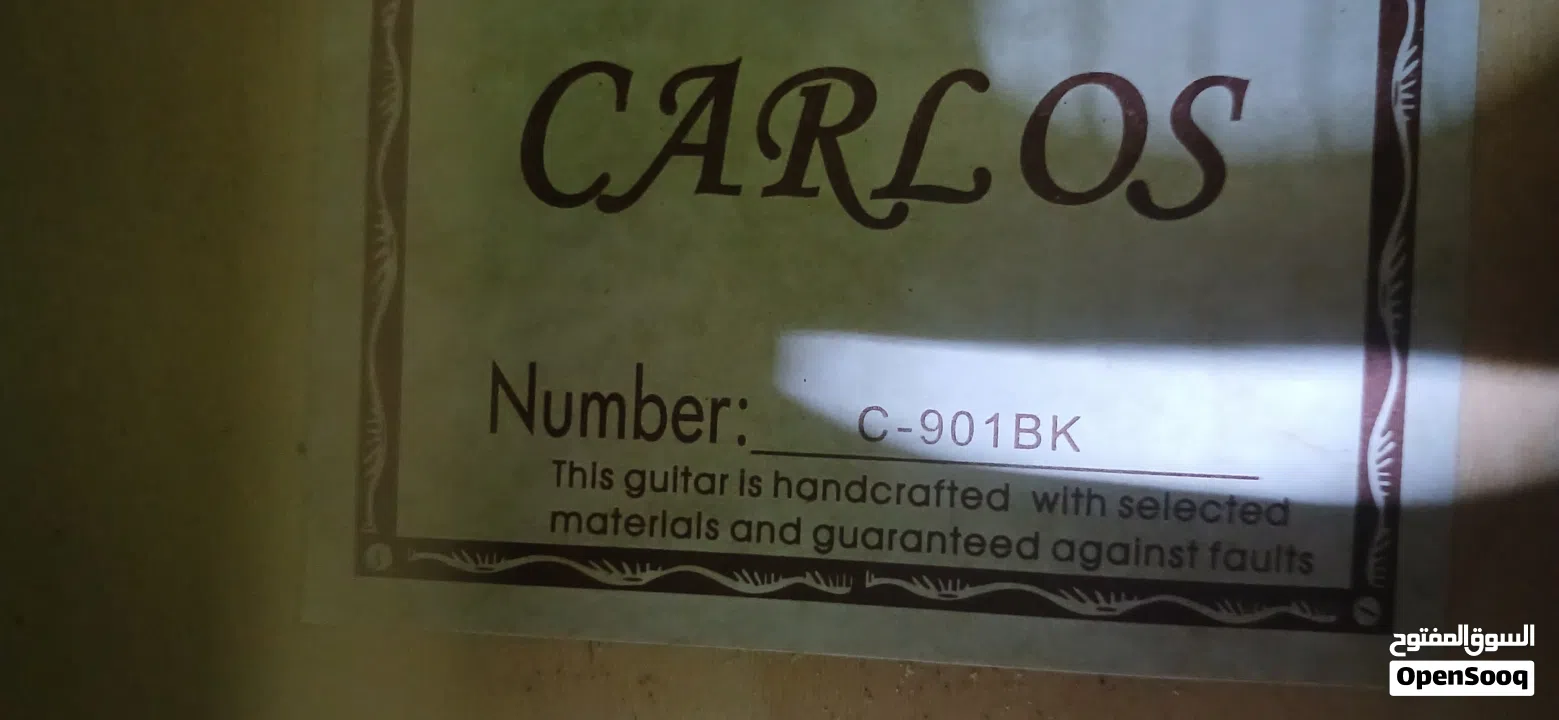 CARLOS
Number: C-901BK
This guitar is handcrafted with selected
materials and guaranteed against faults
السوق المفتوح
OpenSooq